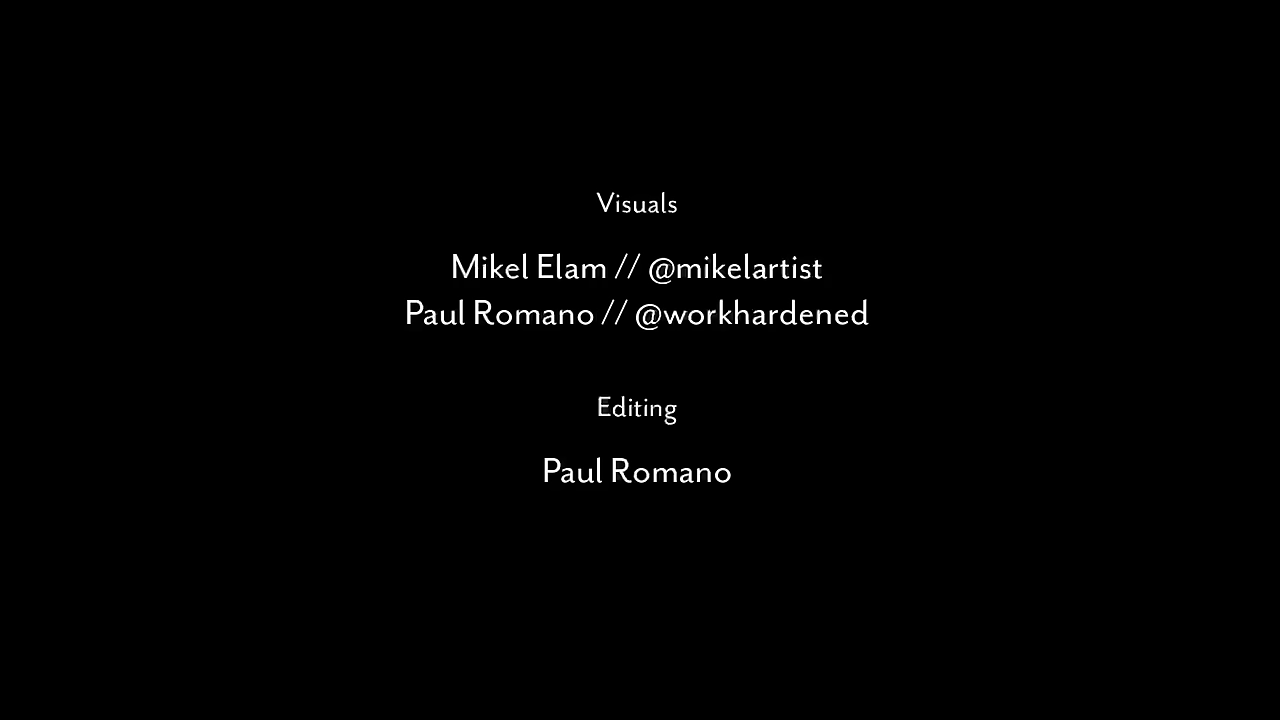 Visuals
Mikel Elam // @mikelartist
Paul Romano // @workhardened
Editing
Paul Romano